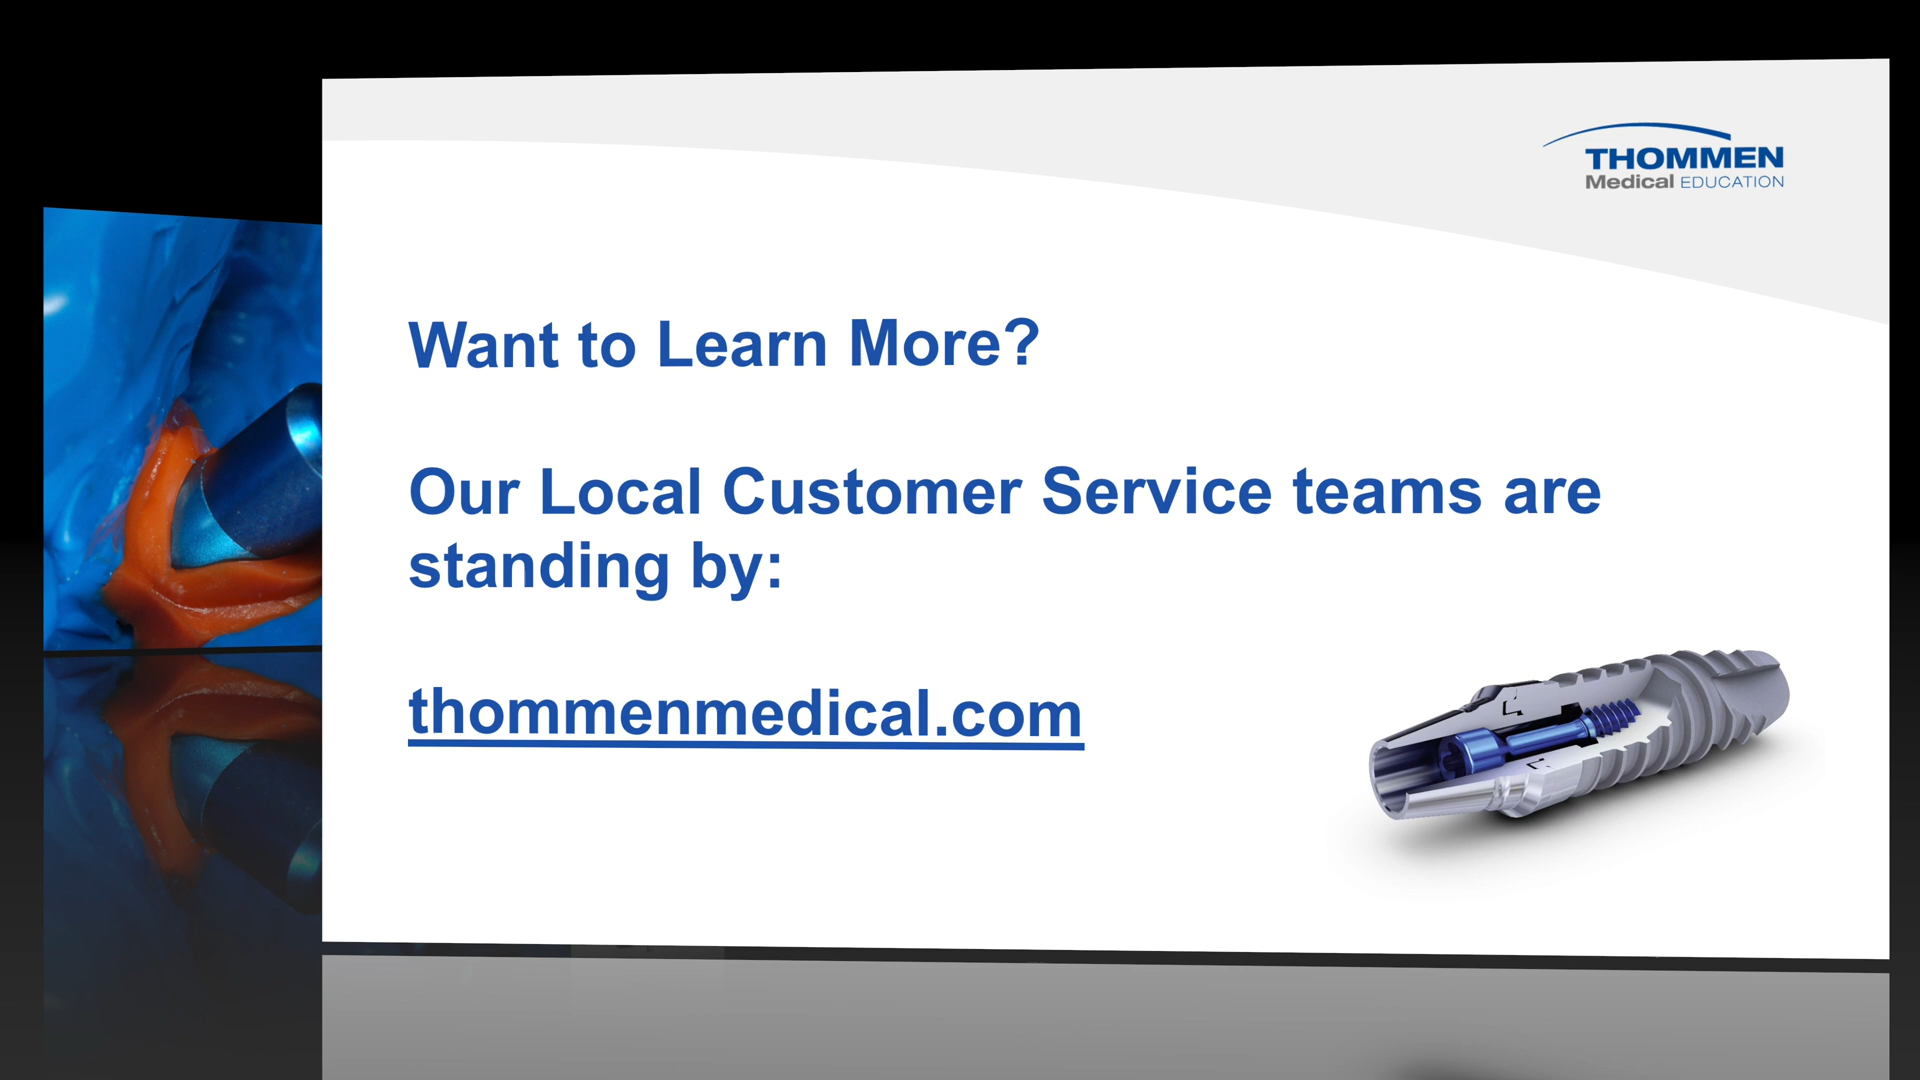 THOMMEN
Medical EDUCATION
Want to Learn More?
Our Local Customer Service teams are
standing by:
thommenmedical.com